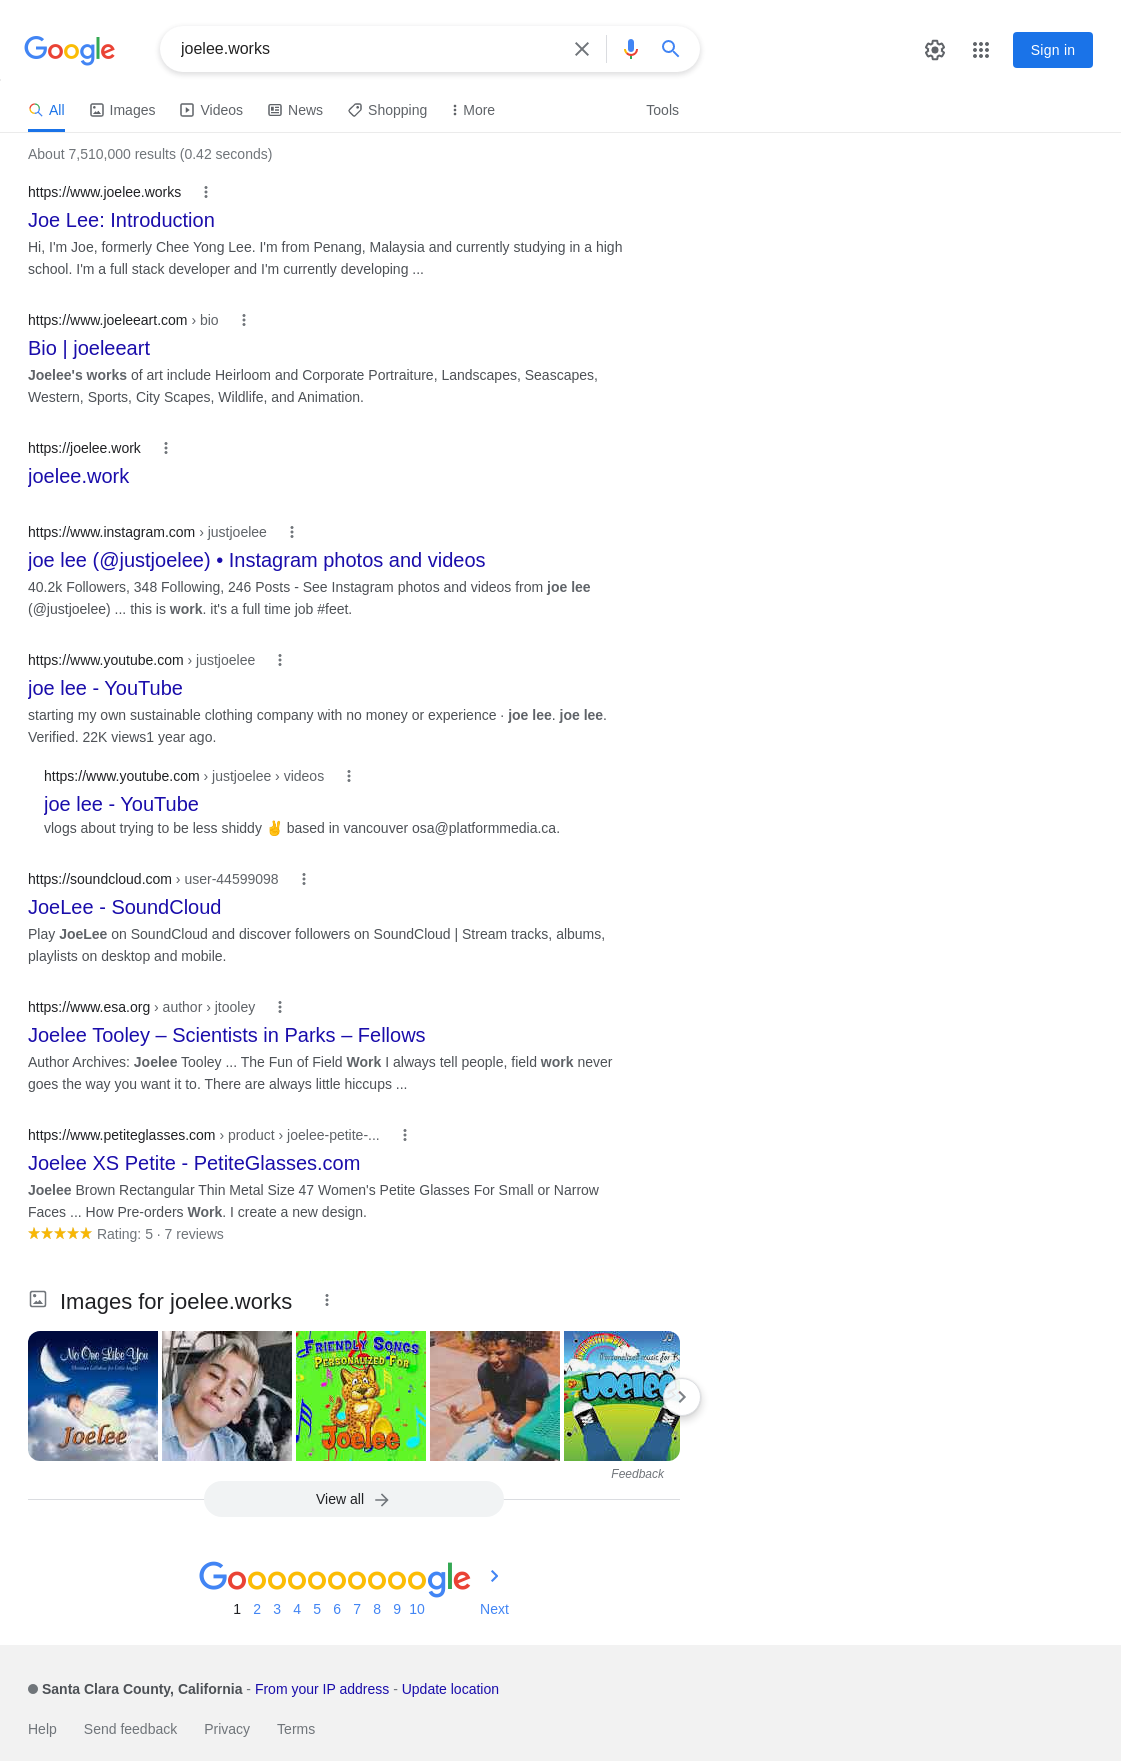 Google
joelee.works
Sign in
All Images Videos News Shopping More Tools
About 7,510,000 results (0.42 seconds)
https://www.joelee.works
Joe Lee: Introduction
Hi, I'm Joe, formerly Chee Yong Lee. I'm from Penang, Malaysia and currently studying in a high
school. I'm a full stack developer and I'm currently developing ...
https://www.joeleeart.com › bio
Bio | joeleeart
Joelee's works of art include Heirloom and Corporate Portraiture, Landscapes, Seascapes,
Western, Sports, City Scapes, Wildlife, and Animation.
https://joelee.work
joelee.work
https://www.instagram.com › justjoelee
joe lee (@justjoelee) • Instagram photos and videos
40.2k Followers, 348 Following, 246 Posts - See Instagram photos and videos from joe lee
(@justjoelee) ... this is work. it's a full time job #feet.
https://www.youtube.com › justjoelee
joe lee - YouTube
starting my own sustainable clothing company with no money or experience · joe lee. joe lee.
Verified. 22K views1 year ago.
https://www.youtube.com › justjoelee › videos
joe lee - YouTube
vlogs about trying to be less shiddy ✌ based in vancouver osa@platformmedia.ca.
https://soundcloud.com › user-44599098
JoeLee - SoundCloud
Play JoeLee on SoundCloud and discover followers on SoundCloud | Stream tracks, albums,
playlists on desktop and mobile.
https://www.esa.org › author › jtooley
Joelee Tooley – Scientists in Parks – Fellows
Author Archives: Joelee Tooley ... The Fun of Field Work I always tell people, field work never
goes the way you want it to. There are always little hiccups ...
https://www.petiteglasses.com › product › joelee-petite-...
Joelee XS Petite - PetiteGlasses.com
Joelee Brown Rectangular Thin Metal Size 47 Women's Petite Glasses For Small or Narrow
Faces ... How Pre-orders Work. I create a new design.
Rating: 5 · 7 reviews
Images for joelee.works
No One Like You
Christian Lullabies for Little Angels
Joelee
FRIENDLY SONGS
PERSONALIZED FOR
Joelee
Personalized music for
Joelee
Feedback
View all
Goooooooooogle
1 2 3 4 5 6 7 8 9 10 Next
Santa Clara County, California - From your IP address - Update location
Help Send feedback Privacy Terms